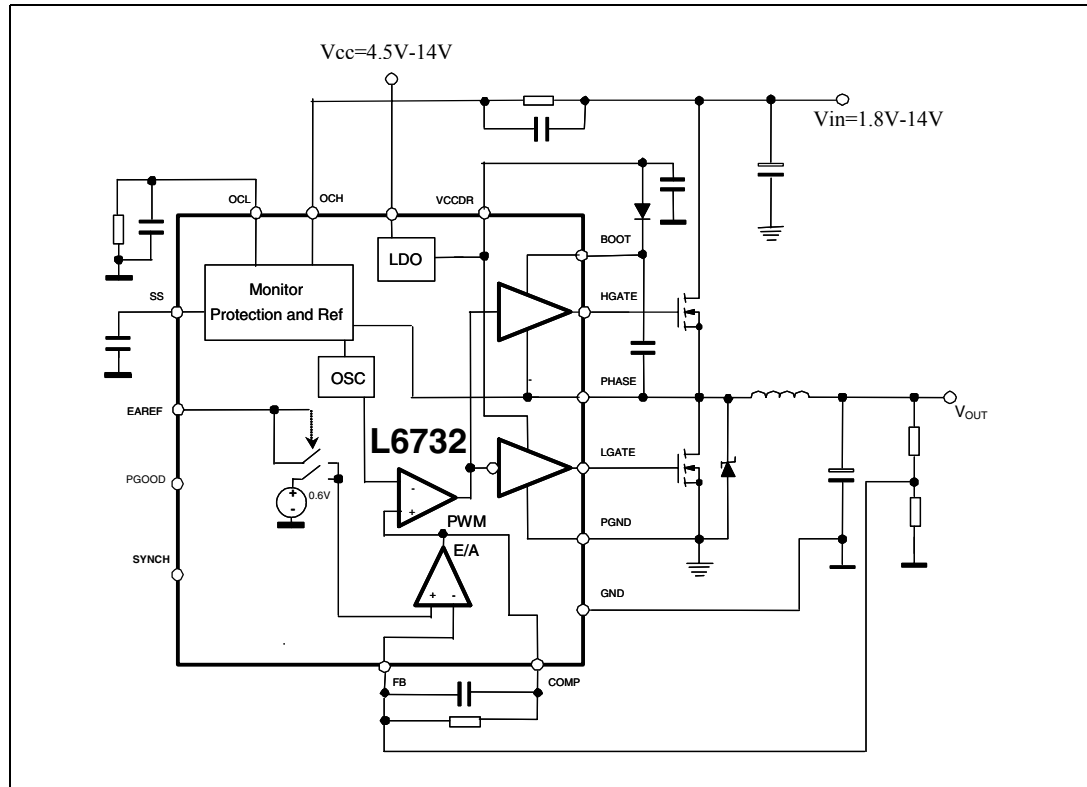 Vcc=4.5V-14V
Vin=1.8V-14V
OCL
OCH
VCCDR
LDO
BOOT
Monitor
Protection and Ref
SS
HGATE
OSC
-
PHASE
EAREF
L6732
LGATE
PGOOD
+
-
0.6V
-
+
PWM
PGND
E/A
SYNCH
+ -
GND
FB
COMP
VOUT